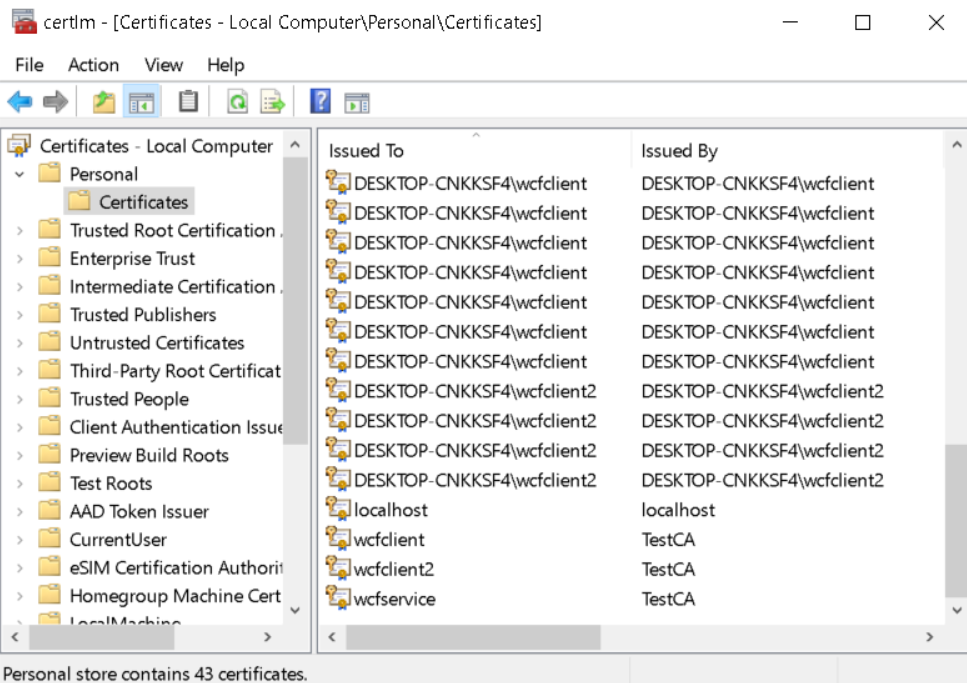 certlm - [Certificates - Local Computer\Personal\Certificates]
File Action View Help
Certificates - Local Computer
Personal
Certificates
Trusted Root Certification
Enterprise Trust
Intermediate Certification
Trusted Publishers
Untrusted Certificates
Third-Party Root Certificat
Trusted People
Client Authentication Issue
Preview Build Roots
Test Roots
AAD Token Issuer
CurrentUser
eSIM Certification Authorit
Homegroup Machine Cert
LocalMachine
Issued To Issued By
DESKTOP-CNKKSF4\wcfclient DESKTOP-CNKKSF4\wcfclient
DESKTOP-CNKKSF4\wcfclient DESKTOP-CNKKSF4\wcfclient
DESKTOP-CNKKSF4\wcfclient DESKTOP-CNKKSF4\wcfclient
DESKTOP-CNKKSF4\wcfclient DESKTOP-CNKKSF4\wcfclient
DESKTOP-CNKKSF4\wcfclient DESKTOP-CNKKSF4\wcfclient
DESKTOP-CNKKSF4\wcfclient DESKTOP-CNKKSF4\wcfclient
DESKTOP-CNKKSF4\wcfclient DESKTOP-CNKKSF4\wcfclient
DESKTOP-CNKKSF4\wcfclient2 DESKTOP-CNKKSF4\wcfclient2
DESKTOP-CNKKSF4\wcfclient2 DESKTOP-CNKKSF4\wcfclient2
DESKTOP-CNKKSF4\wcfclient2 DESKTOP-CNKKSF4\wcfclient2
DESKTOP-CNKKSF4\wcfclient2 DESKTOP-CNKKSF4\wcfclient2
localhost localhost
wcfclient TestCA
wcfclient2 TestCA
wcfservice TestCA
Personal store contains 43 certificates.